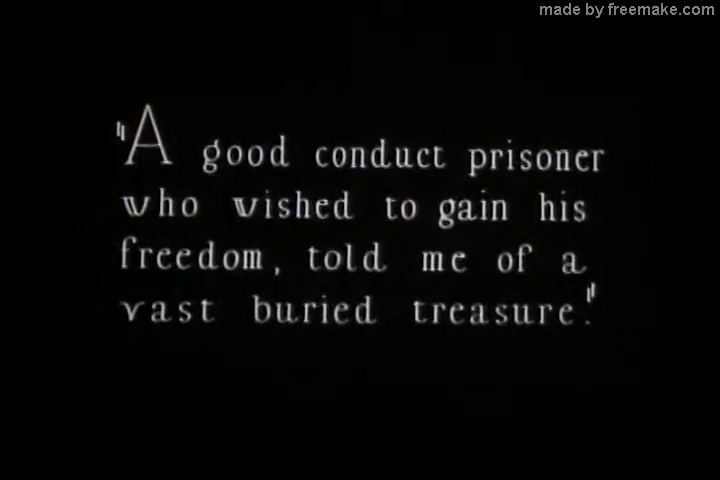 made by freemake.com
"A good conduct prisoner
who wished to gain his
freedom, told me of a
vast buried treasure."